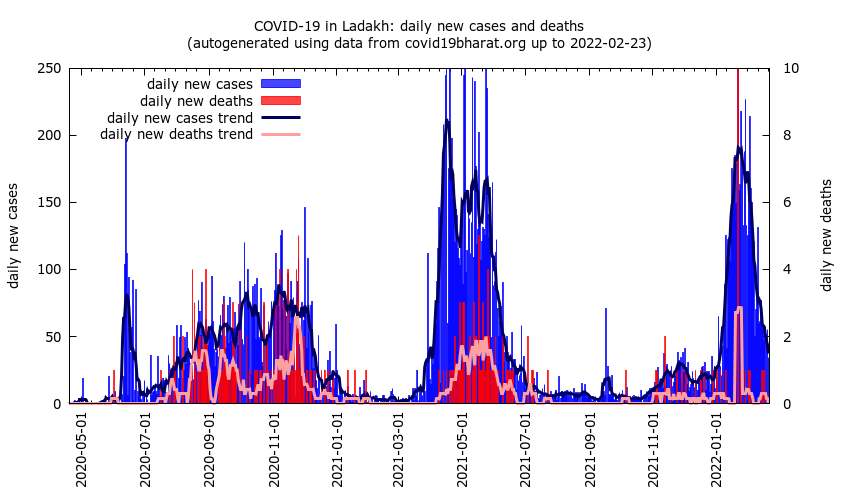 COVID-19 in Ladakh: daily new cases and deaths
(autogenerated using data from covid19bharat.org up to 2022-02-23)
daily new cases
daily new deaths
daily new cases trend
daily new deaths trend
250
200
150
100
50
0
10
8
6
4
2
0
daily new cases
daily new deaths
2020-05-01
2020-07-01
2020-09-01
2020-11-01
2021-01-01
2021-03-01
2021-05-01
2021-07-01
2021-09-01
2021-11-01
2022-01-01